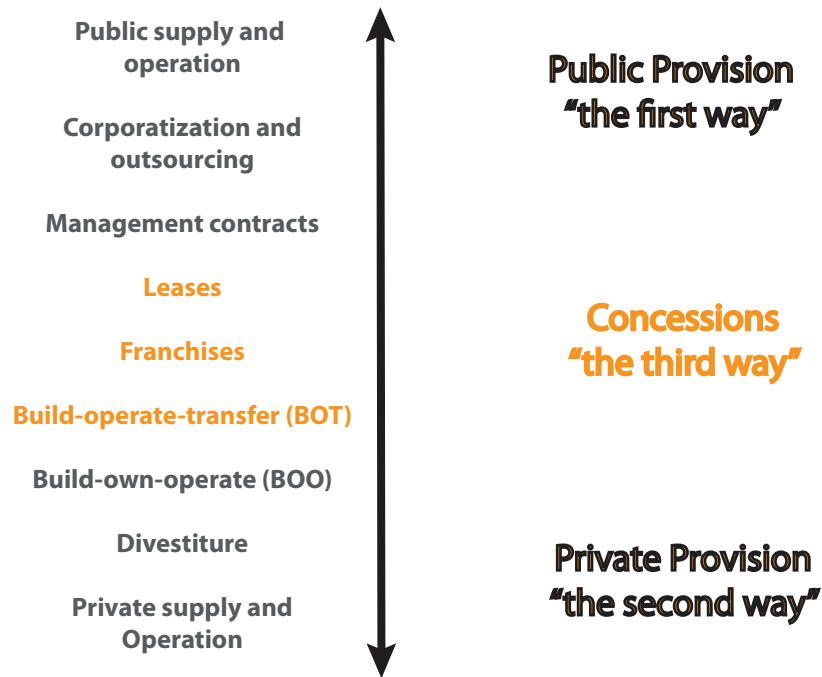 Public supply and
operation
Corporatization and
outsourcing
Management contracts
Leases
Franchises
Build-operate-transfer (BOT)
Build-own-operate (BOO)
Divestiture
Private supply and
Operation
Public Provision
“the first way”
Concessions
“the third way”
Private Provision
“the second way”